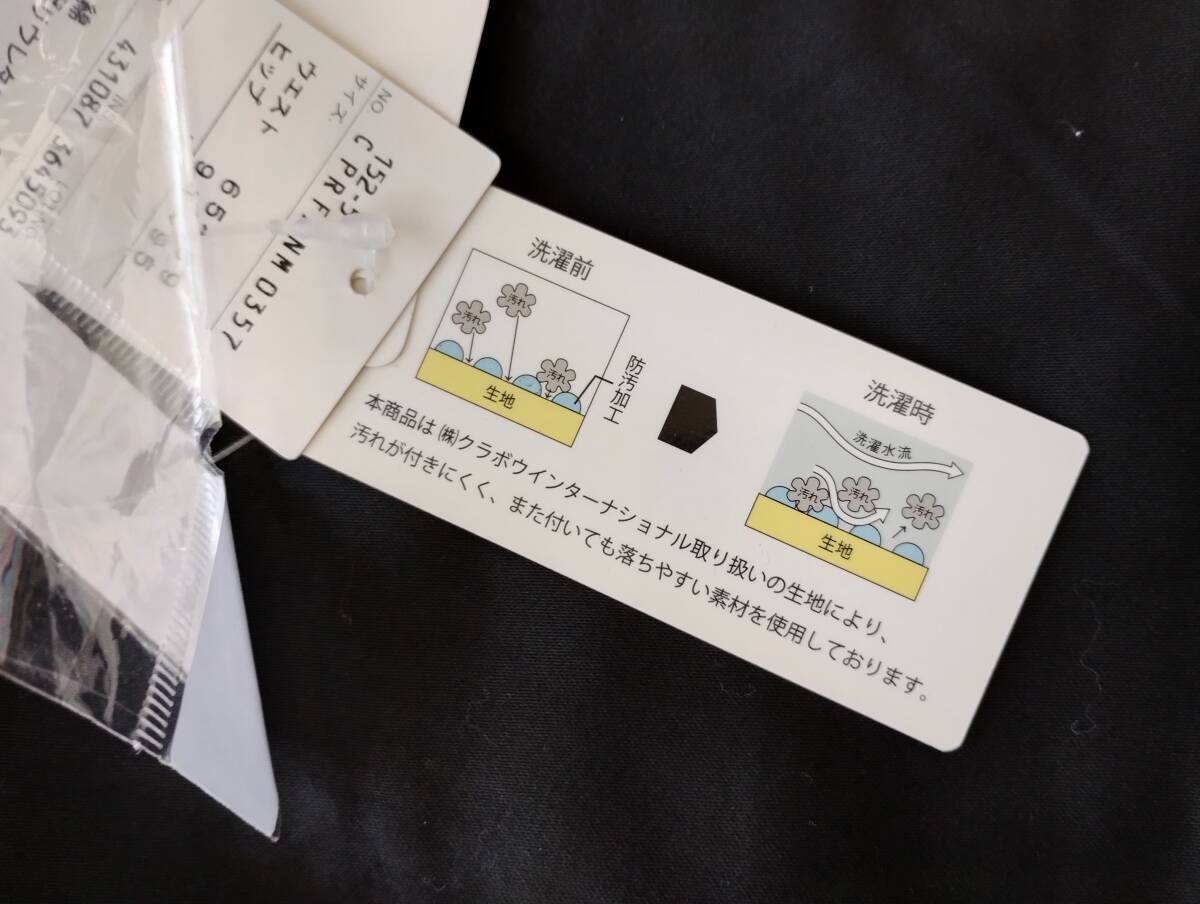 洗濯前
汚れ
汚れ
汚れ
生地
防汚加工
洗濯時
洗濯水流
汚れ
汚れ
汚れ
生地
本商品は㈱クラボウインターナショナル取り扱いの生地により、
汚れが付きにくく、また付いても落ちやすい素材を使用しております。
NO.
サイズ
ウエスト
ヒップ
431087
3645093
綿